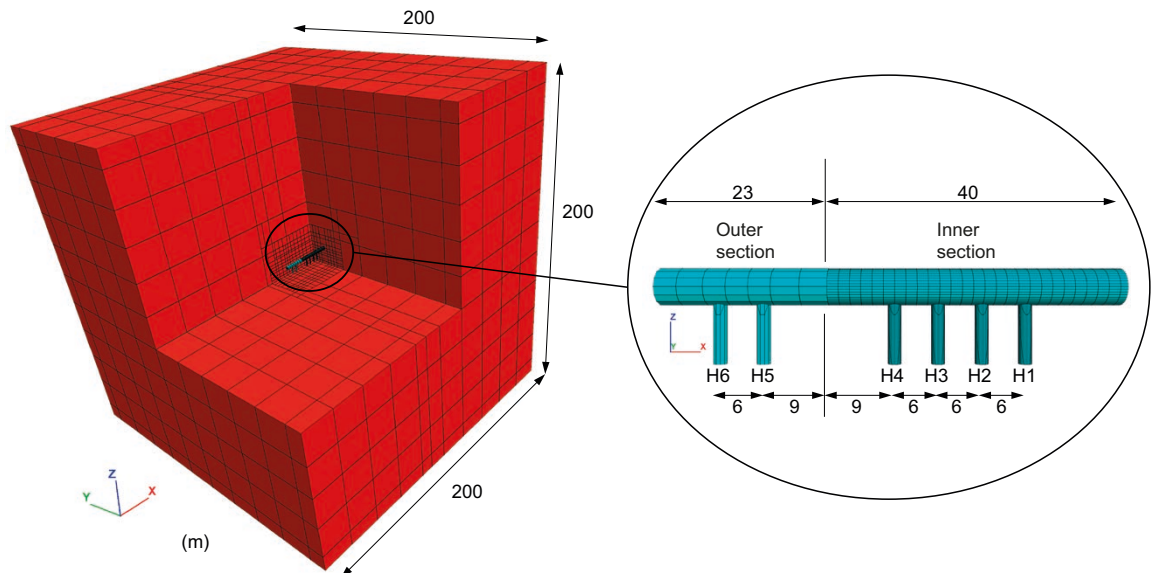 200
200
200
Y
Z
X
(m)
23
40
Outer
section
Inner
section
Z
Y
X
H6 H5 H4 H3 H2 H1
6 9 9 6 6 6